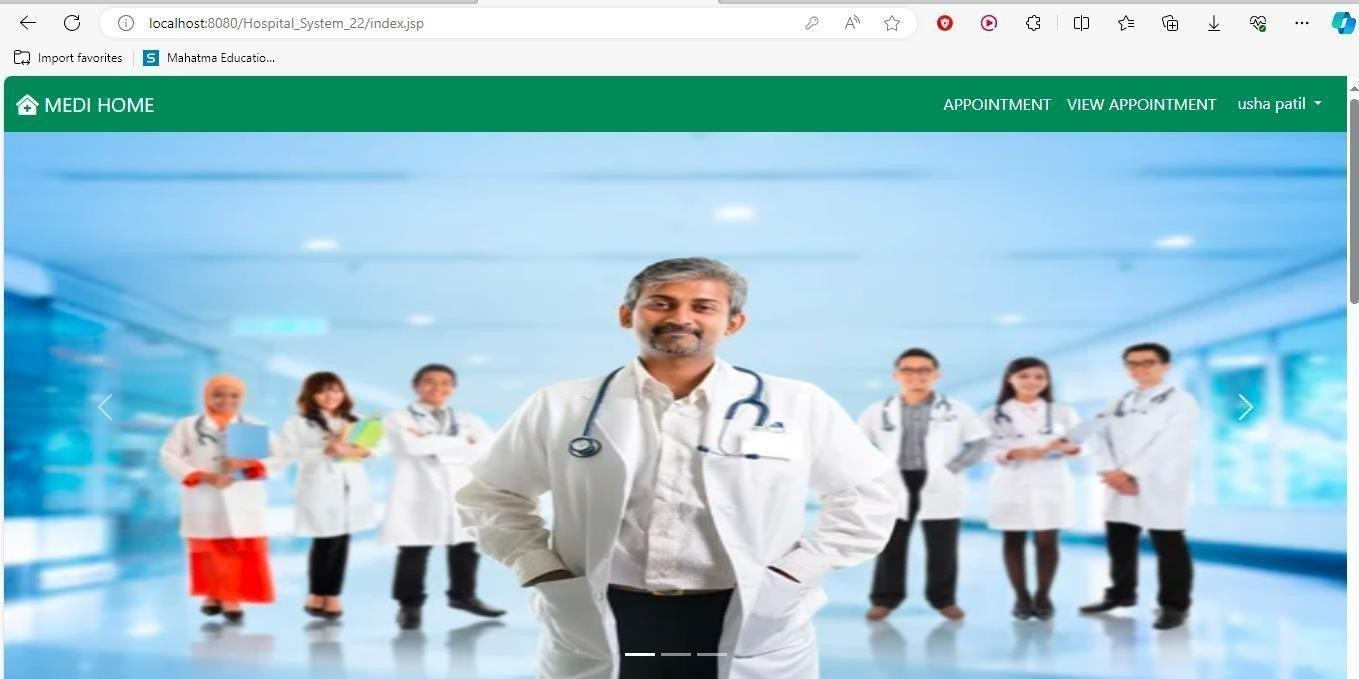 localhost:8080/Hospital_System_22/index.jsp
Import favorites
S Mahatma Educatio...
MEDI HOME APPOINTMENT VIEW APPOINTMENT usha patil